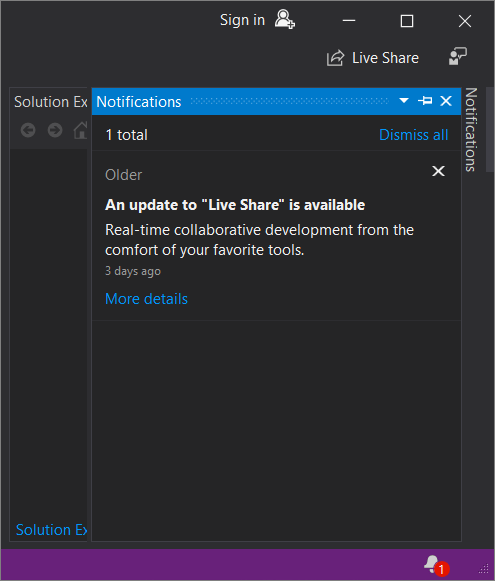 Sign in
Live Share
Solution Ex
Notifications
Notifications
1 total
Dismiss all
Older
An update to "Live Share" is available
Real-time collaborative development from the
comfort of your favorite tools.
3 days ago
More details
Solution Ex
1